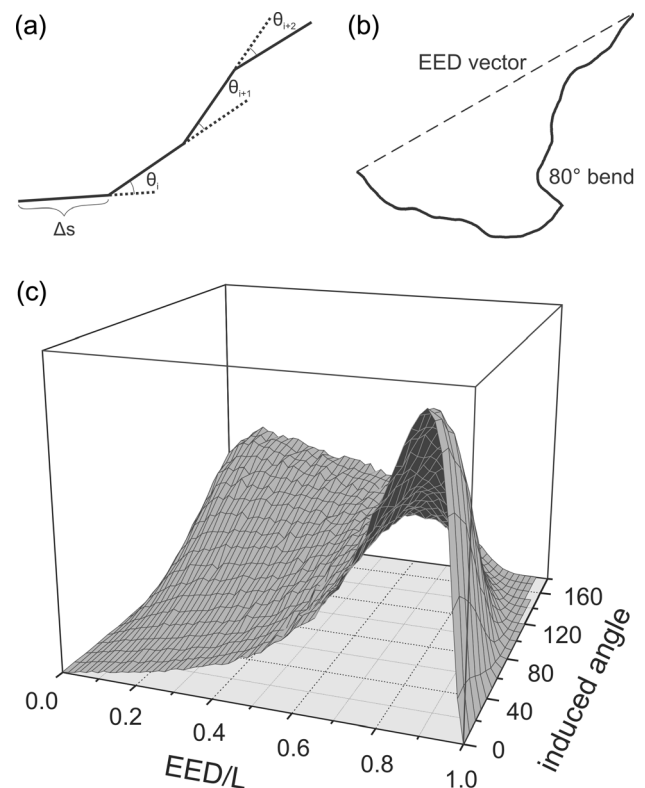 (a)
θi+2
θi+1
θi
Δs
(b)
EED vector
80° bend
(c)
0.0
0.2
0.4
0.6
0.8
1.0
EED/L
0
40
80
120
160
induced angle